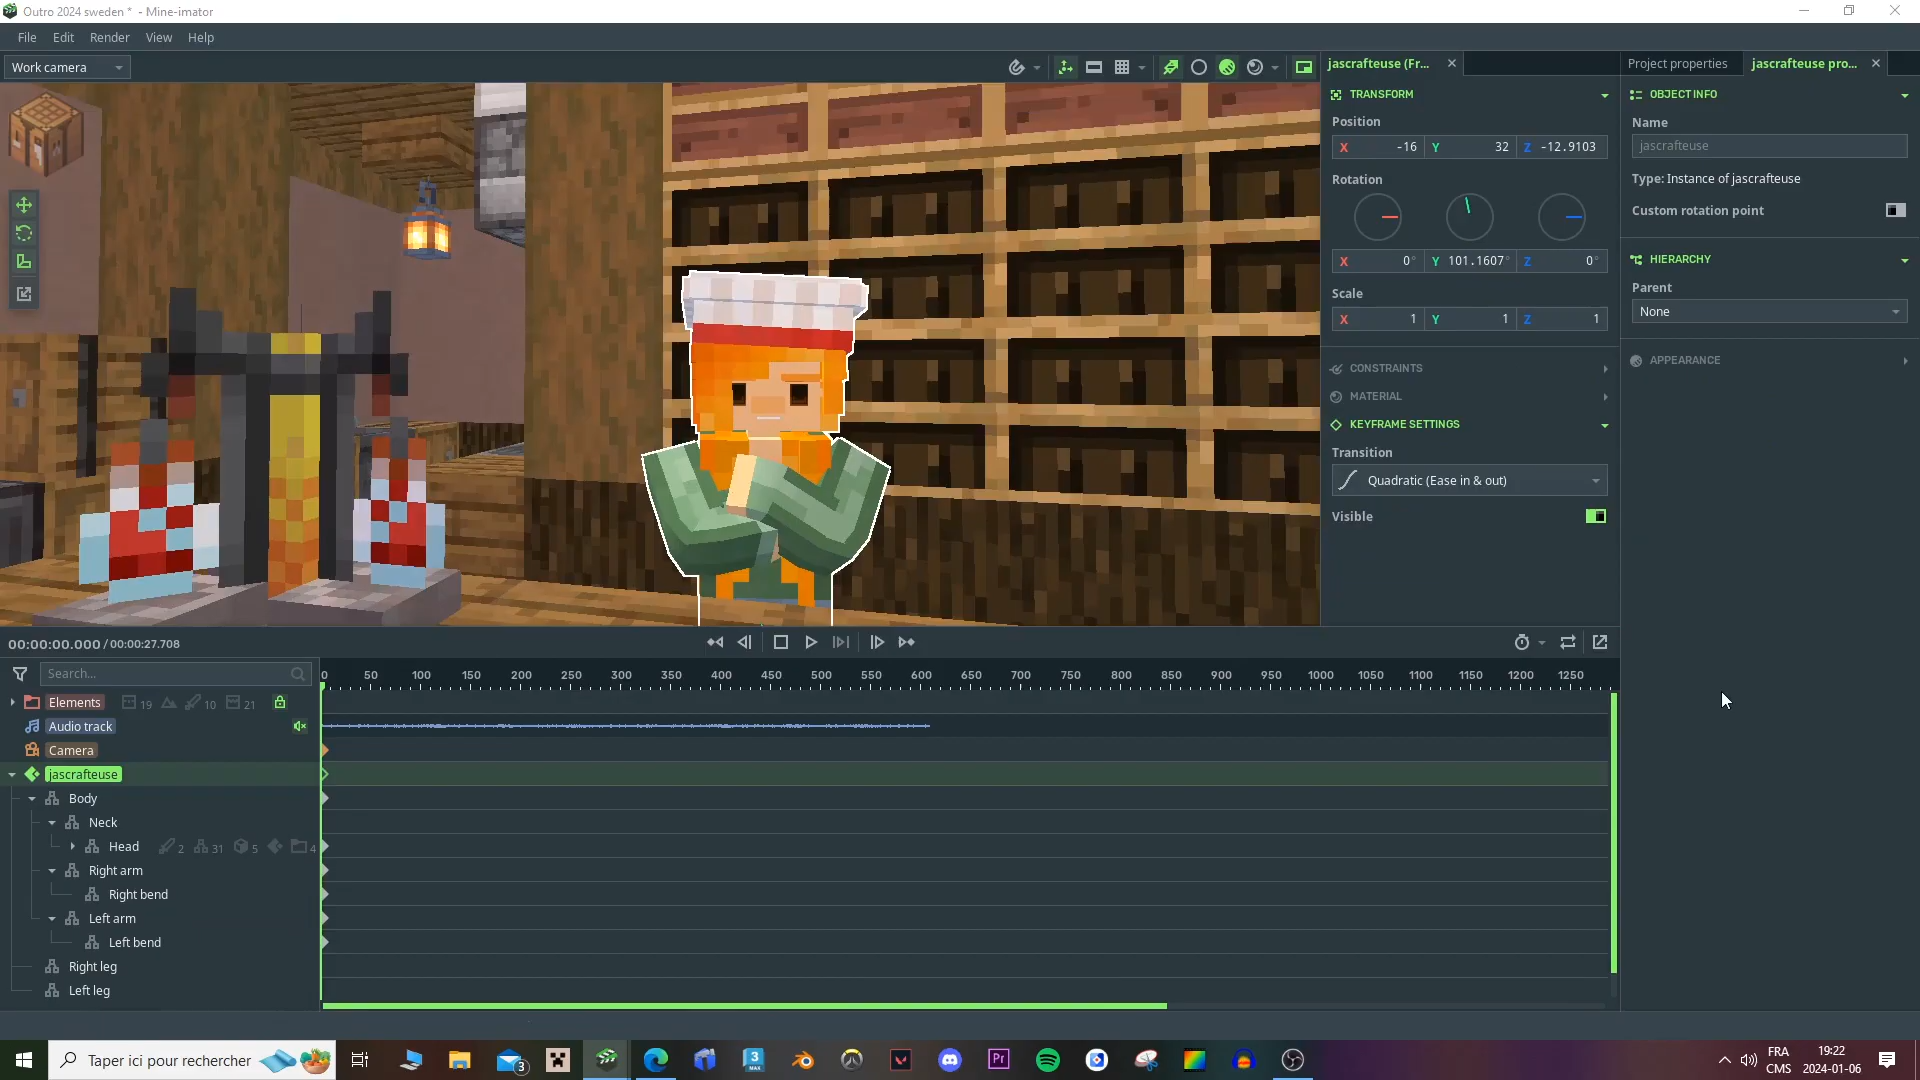 Outro 2024 sweden * - Mine-imator
File Edit Render View Help
Work camera
jascrafteuse (Fr...
Project properties
jascrafteuse pro...
TRANSFORM
Position
X -16 Y 32 Z -12.9103
Rotation
X 0° Y 101.1607° Z 0°
Scale
X 1 Y 1 Z 1
CONSTRAINTS
MATERIAL
KEYFRAME SETTINGS
Transition
Quadratic (Ease in & out)
Visible
OBJECT INFO
Name
jascrafteuse
Type: Instance of jascrafteuse
Custom rotation point
HIERARCHY
Parent
None
APPEARANCE
00:00:00.000 / 00:00:27.708
Search...
0 50 100 150 200 250 300 350 400 450 500 550 600 650 700 750 800 850 900 950 1000 1050 1100 1150 1200 1250
Elements 19 10 21
Audio track
Camera
jascrafteuse
Body
Neck
Head 2 31 5 4
Right arm
Right bend
Left arm
Left bend
Right leg
Left leg
Taper ici pour rechercher
3
3
MAX
Pr
FRA
CMS
19:22
2024-01-06